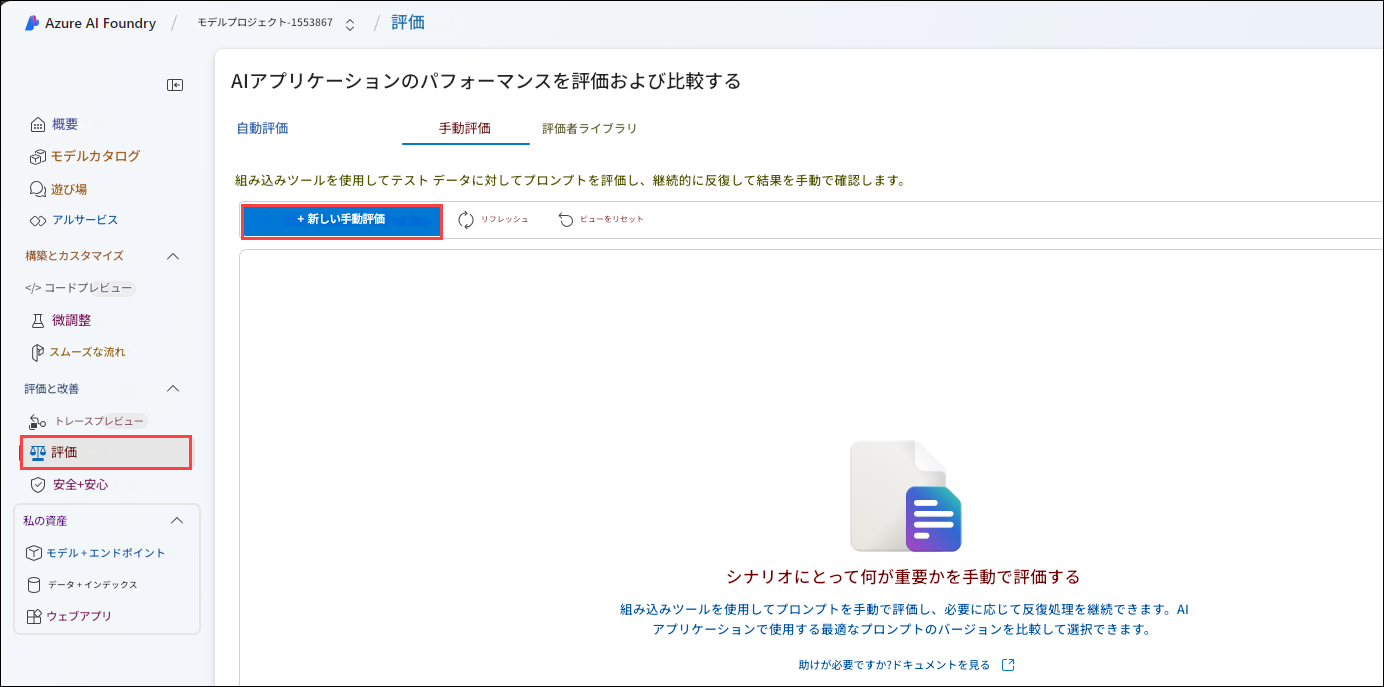 Azure AI Foundry / モデルプロジェクト-1553867 / 評価
AIアプリケーションのパフォーマンスを評価および比較する
自動評価 手動評価 評価者ライブラリ
組み込みツールを使用してテスト データに対してプロンプトを評価し、継続的に反復して結果を手動で確認します。
+ 新しい手動評価 リフレッシュ ビューをリセット
概要
モデルカタログ
遊び場
アルサービス
構築とカスタマイズ
</> コードプレビュー
微調整
スムーズな流れ
評価と改善
トレースプレビュー
評価
安全+安心
私の資産
モデル + エンドポイント
データ + インデックス
ウェブアプリ
シナリオにとって何が重要かを手動で評価する
組み込みツールを使用してプロンプトを手動で評価し、必要に応じて反復処理を継続できます。AI
アプリケーションで使用する最適なプロンプトのバージョンを比較して選択できます。
助けが必要ですか?ドキュメントを見る